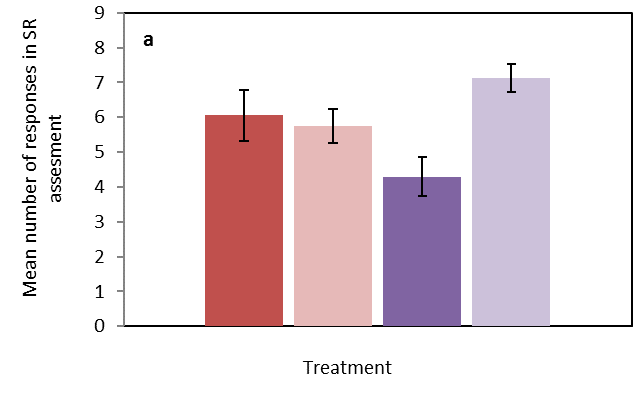 Mean number of responses in SR
assesment
9
8
7
6
5
4
3
2
1
0
a
Treatment